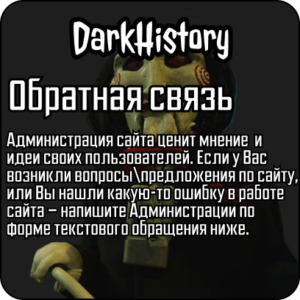 DarkHistory
Обратная связь
Администрация сайта ценит мнение и
идеи своих пользователей. Если у Вас
возникли вопросы\предложения по сайту,
или Вы нашли какую-то ошибку в работе
сайта – напишите Администрации по
форме текстового обращения ниже.